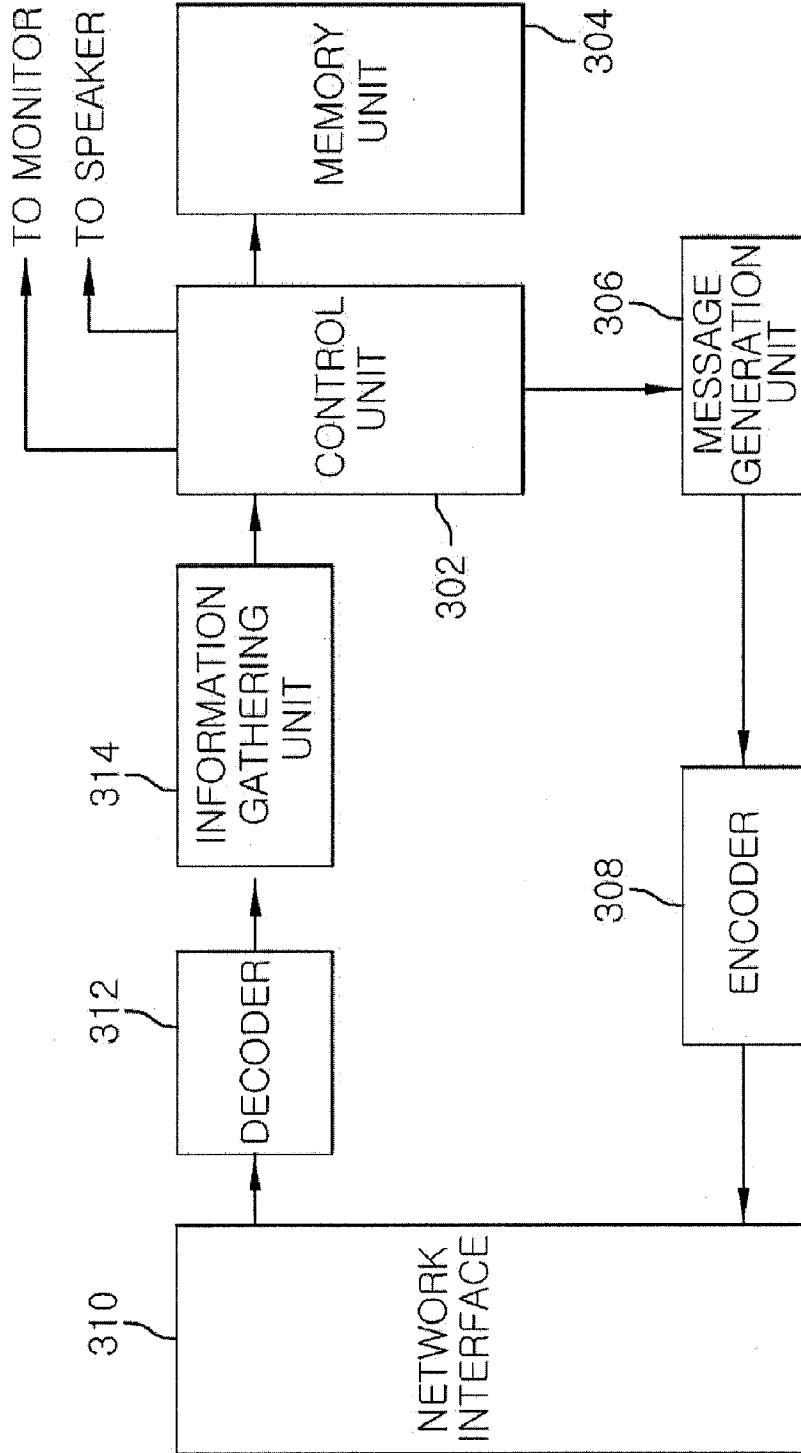 TO MONITOR
TO SPEAKER
310
NETWORK
INTERFACE
312
DECODER
314
INFORMATION
GATHERING
UNIT
302
CONTROL
UNIT
304
MEMORY
UNIT
308
ENCODER
306
MESSAGE
GENERATION
UNIT